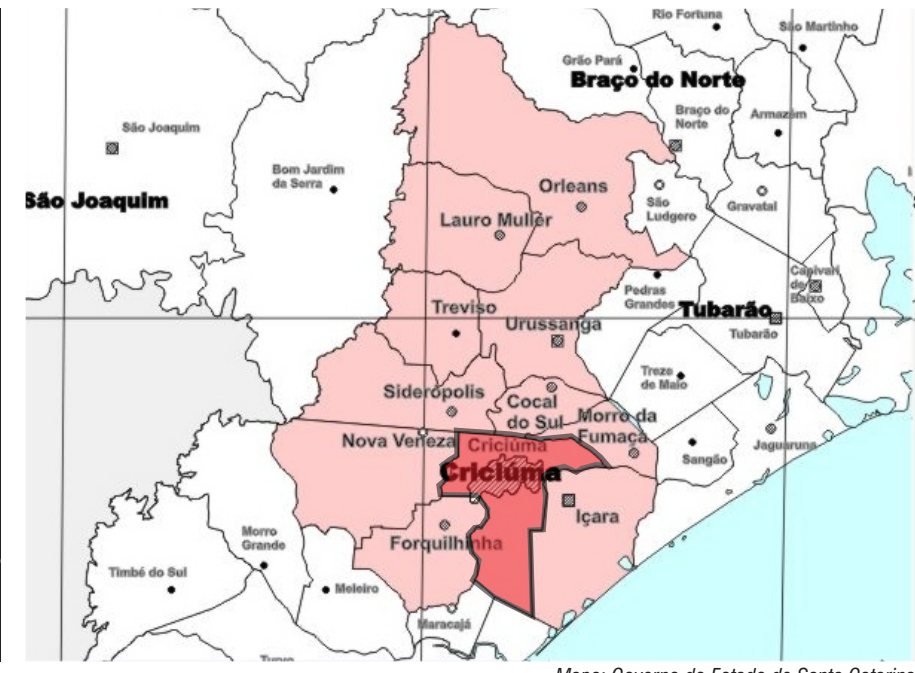 Rio Fortuna
São Martinho
Grão Pará
Braço do Norte
Braço do
Norte
Armazém
São Joaquim
Bom Jardim
da Serra
São Joaquim
Orleans
São
Ludgero
Gravatal
Lauro Muller
Capivari
de
Baixo
Pedras
Grandes
Treviso
Tubarão
Urussanga
Tubarão
Treze
de Maio
Siderópolis
Cocal
do Sul
Morro da
Fumaça
Nova Veneza
Criciúma
Jaguaruna
Sangão
Criciúma
Içara
Morro
Grande
Forquilhinha
Timbé do Sul
Meleiro
Maracajá
Turvo
Mapa: Governo do Estado de Santa Catarina